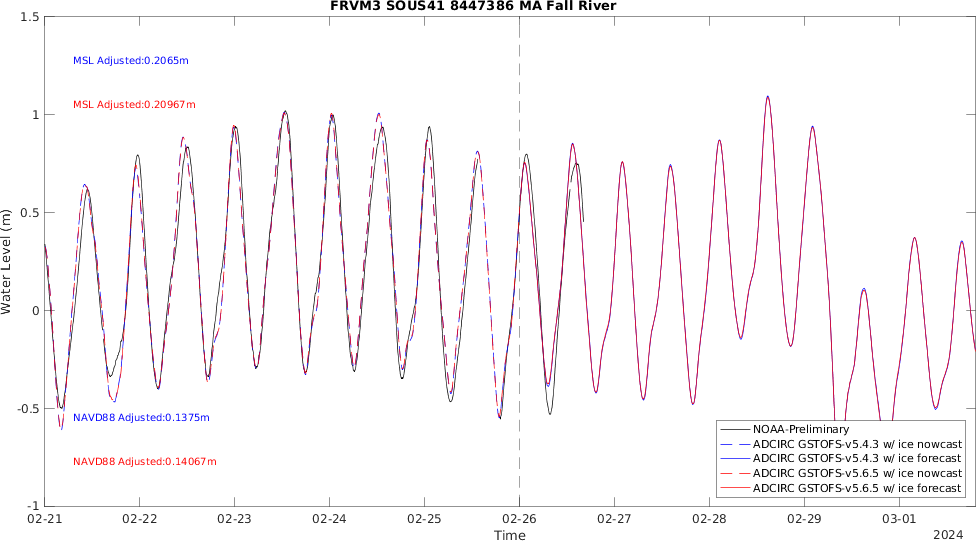 FRVM3 SOUS41 8447386 MA Fall River
1.5
MSL Adjusted:0.2065m
MSL Adjusted:0.20967m
1
0.5
Water Level (m)
0
-0.5
NAVD88 Adjusted:0.1375m
NAVD88 Adjusted:0.14067m
NOAA-Preliminary
ADCIRC GSTOFS-v5.4.3 w/ ice nowcast
ADCIRC GSTOFS-v5.4.3 w/ ice forecast
ADCIRC GSTOFS-v5.6.5 w/ ice nowcast
ADCIRC GSTOFS-v5.6.5 w/ ice forecast
-1
02-21 02-22 02-23 02-24 02-25 02-26 02-27 02-28 02-29 03-01
Time
2024